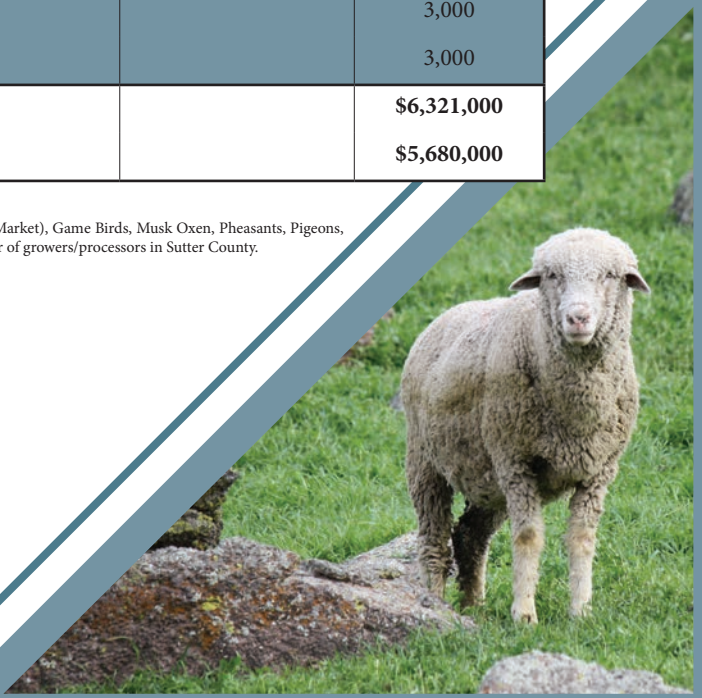 3,000
3,000
$6,321,000
$5,680,000
Market), Game Birds, Musk Oxen, Pheasants, Pigeons,
of growers/processors in Sutter County.